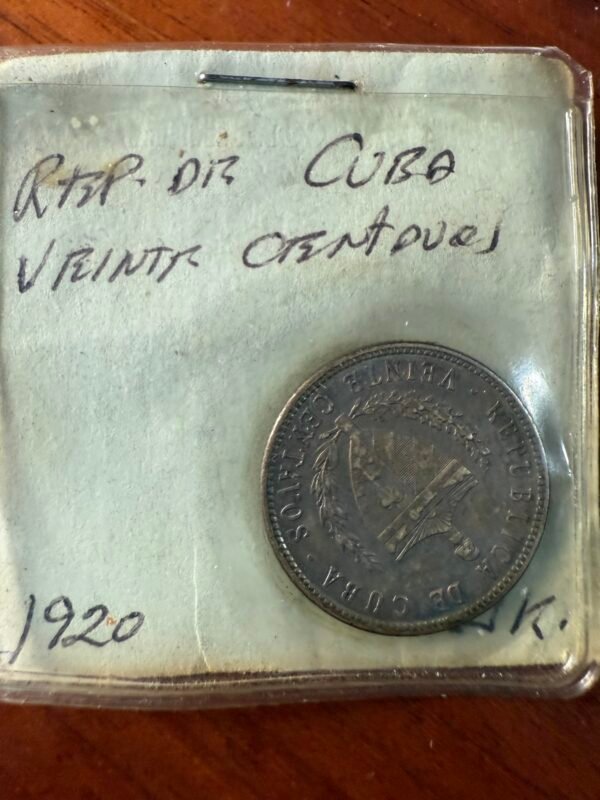 REP. DE CUBA
VEINTE CENTAVOS
REPUBLICA DE CUBA · VEINTE CENTAVOS ·
1920
K.